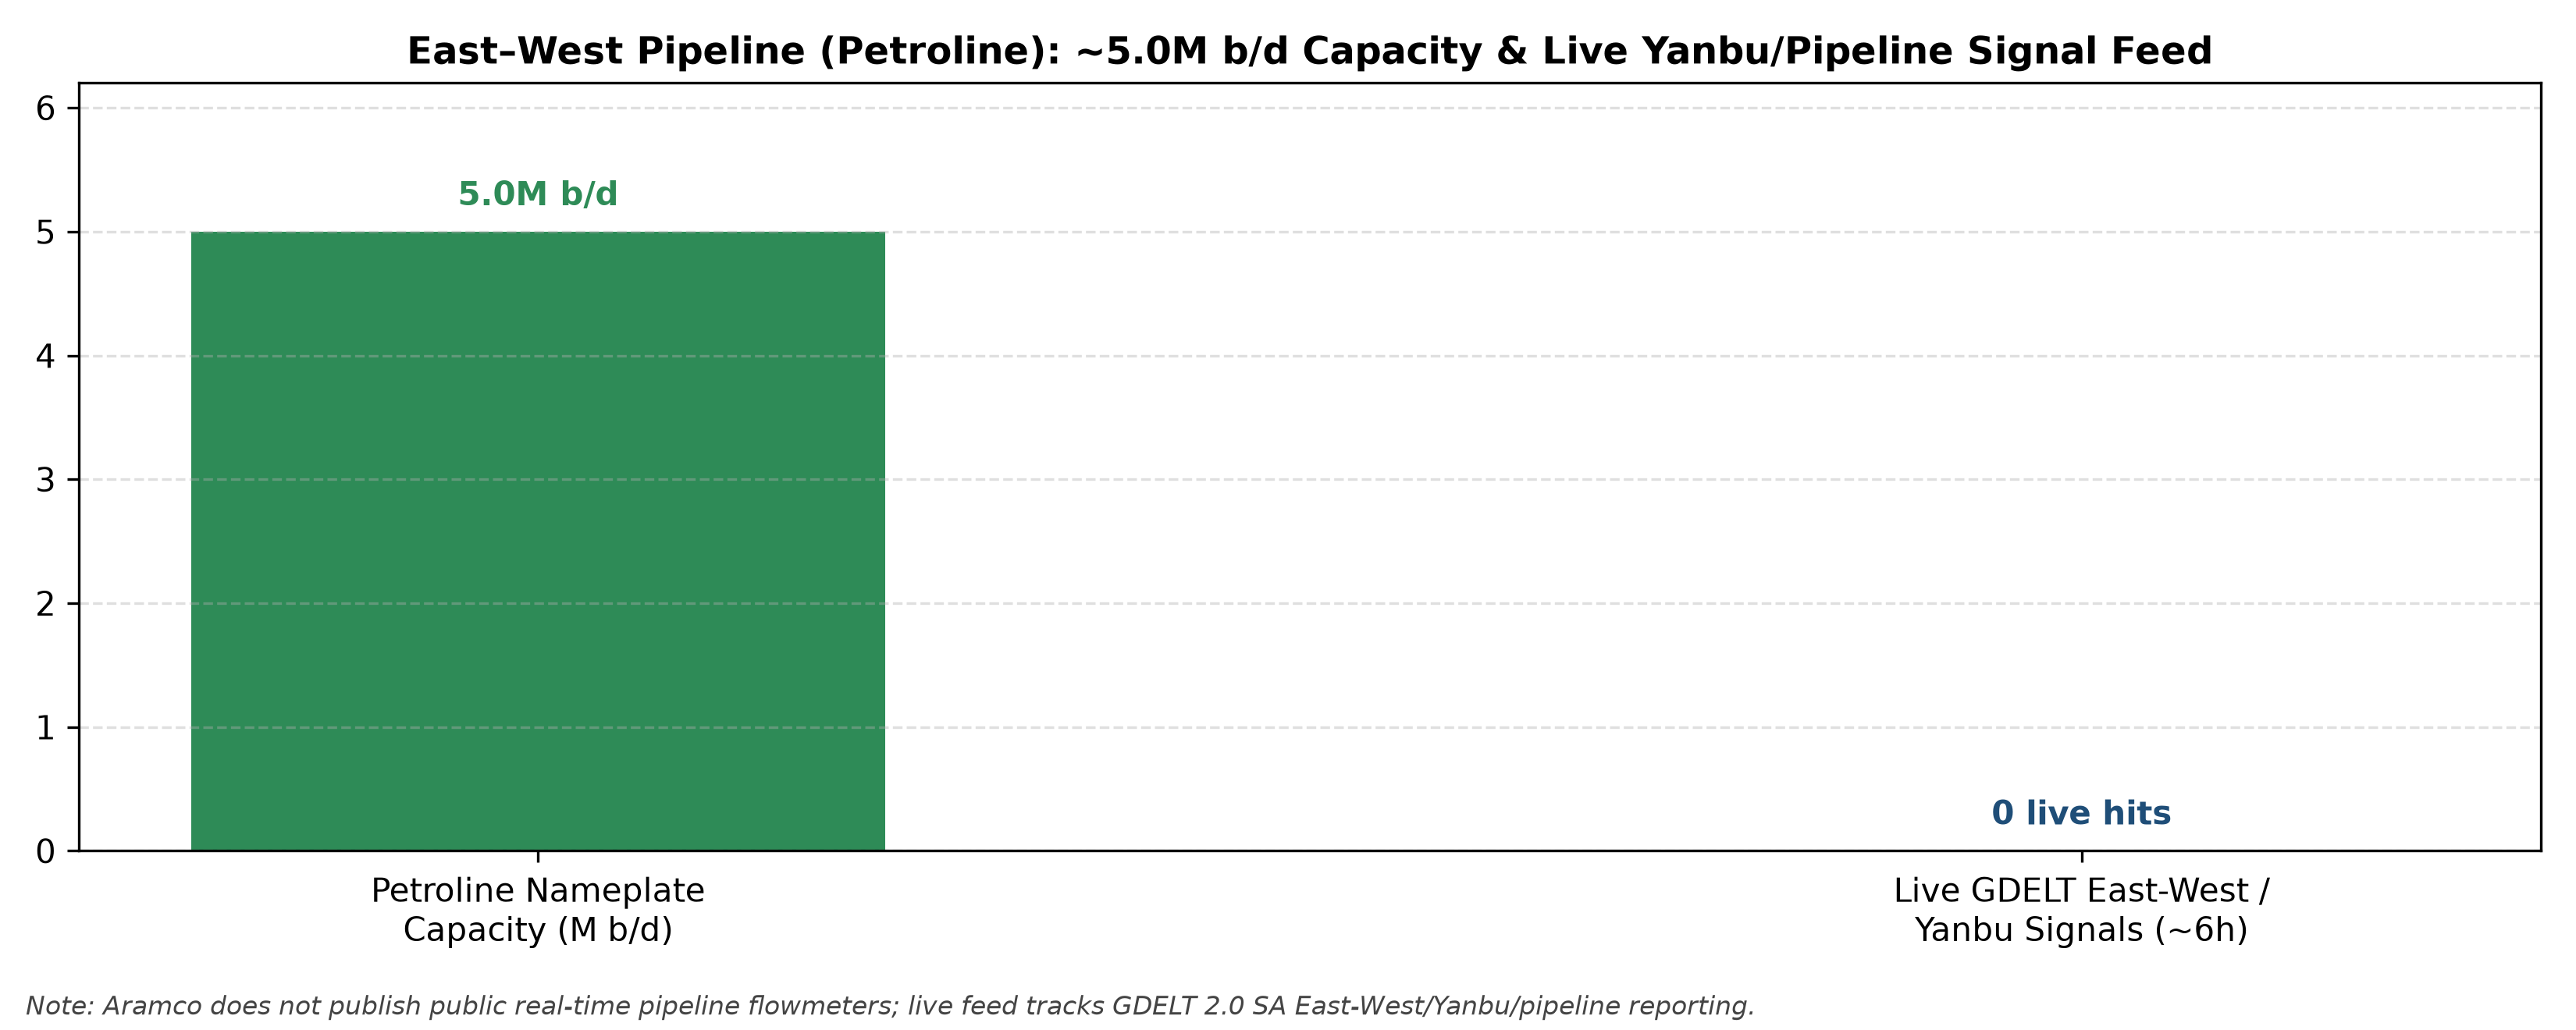 East–West Pipeline (Petroline): ~5.0M b/d Capacity & Live Yanbu/Pipeline Signal Feed
6
5.0M b/d
5
4
3
2
1
0 live hits
0
Petroline Nameplate
Capacity (M b/d)
Live GDELT East-West /
Yanbu Signals (~6h)
Note: Aramco does not publish public real-time pipeline flowmeters; live feed tracks GDELT 2.0 SA East-West/Yanbu/pipeline reporting.